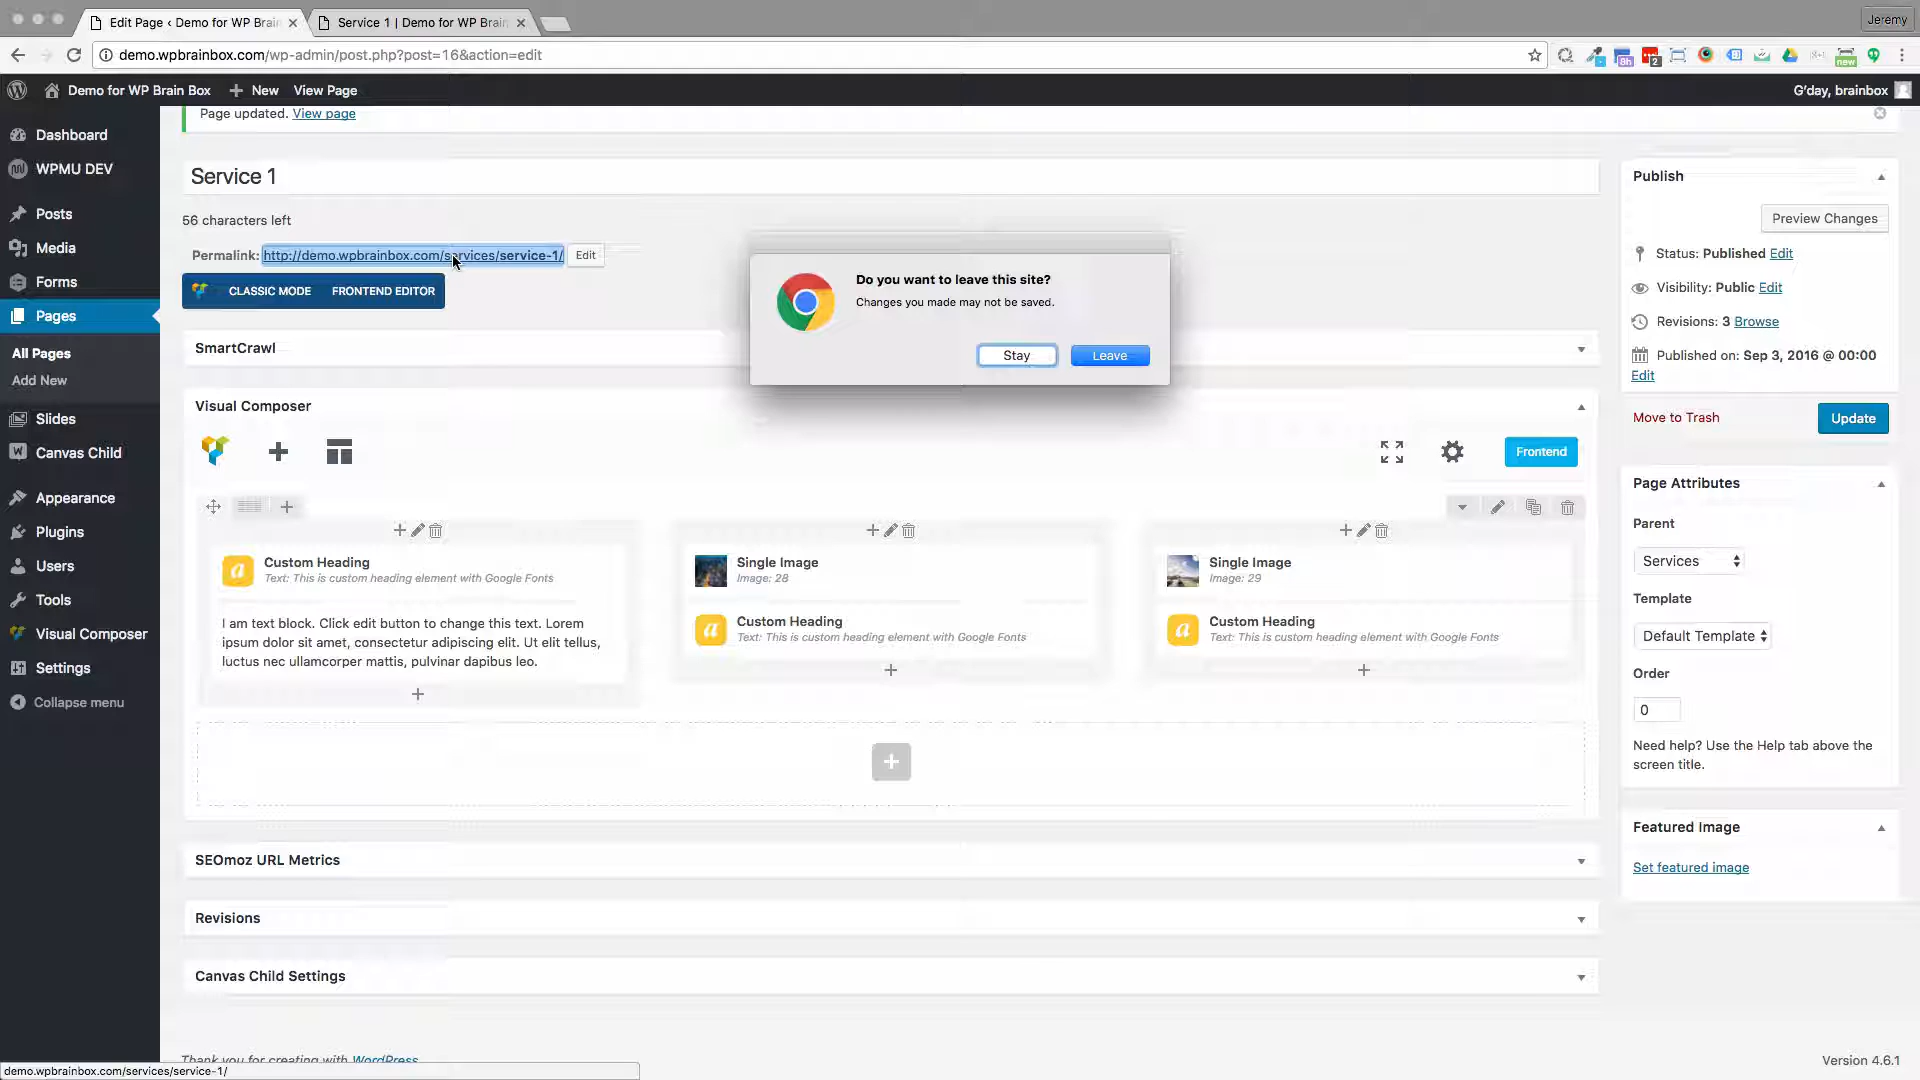 Edit Page ‹ Demo for WP Brain
Service 1 | Demo for WP Brain
Jeremy
demo.wpbrainbox.com/wp-admin/post.php?post=16&action=edit
8h
2
new
Demo for WP Brain Box
New
View Page
G'day, brainbox
Page updated. View page
Dashboard
WPMU DEV
Posts
Media
Forms
Pages
All Pages
Add New
Slides
Canvas Child
Appearance
Plugins
Users
Tools
Visual Composer
Settings
Collapse menu
Service 1
56 characters left
Permalink: http://demo.wpbrainbox.com/services/service-1/ Edit
CLASSIC MODE FRONTEND EDITOR
Do you want to leave this site?
Changes you made may not be saved.
Stay Leave
SmartCrawl
Visual Composer
Frontend
Custom Heading
Text: This is custom heading element with Google Fonts
I am text block. Click edit button to change this text. Lorem
ipsum dolor sit amet, consectetur adipiscing elit. Ut elit tellus,
luctus nec ullamcorper mattis, pulvinar dapibus leo.
Single Image
Image: 28
Custom Heading
Text: This is custom heading element with Google Fonts
Single Image
Image: 29
Custom Heading
Text: This is custom heading element with Google Fonts
SEOmoz URL Metrics
Revisions
Canvas Child Settings
Publish
Preview Changes
Status: Published Edit
Visibility: Public Edit
Revisions: 3 Browse
Published on: Sep 3, 2016 @ 00:00
Edit
Move to Trash
Update
Page Attributes
Parent
Services
Template
Default Template
Order
0
Need help? Use the Help tab above the
screen title.
Featured Image
Set featured image
Thank you for creating with WordPress
Version 4.6.1
demo.wpbrainbox.com/services/service-1/